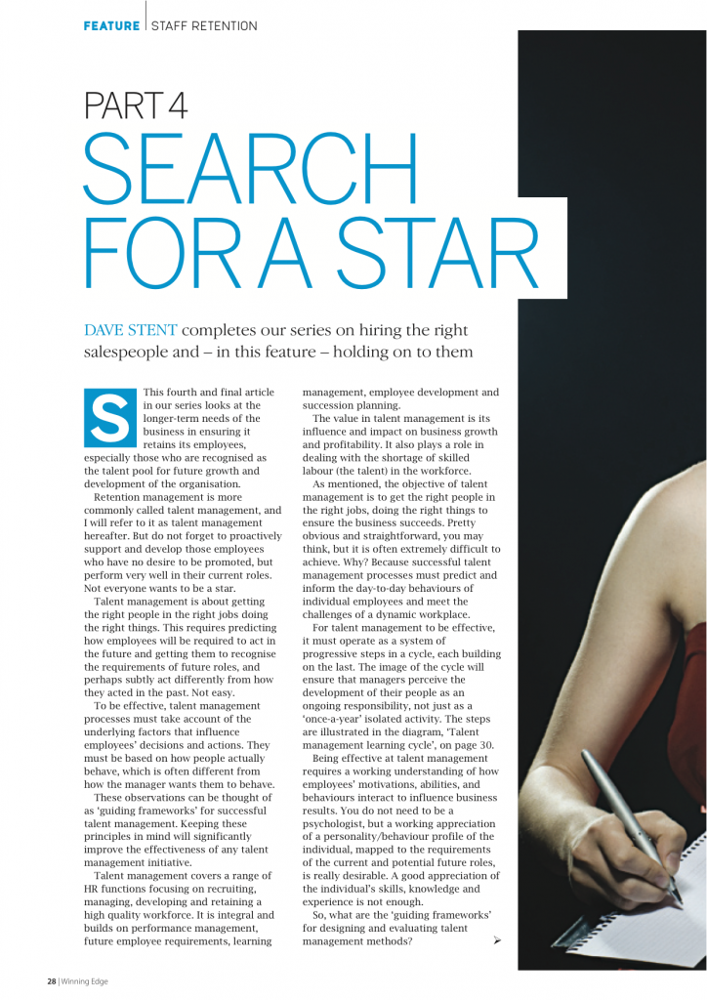 FEATURE | STAFF RETENTION
PART 4
SEARCH
FOR A STAR
DAVE STENT completes our series on hiring the right
salespeople and – in this feature – holding on to them
S
This fourth and final article
in our series looks at the
longer-term needs of the
business in ensuring it
retains its employees,
especially those who are recognised as
the talent pool for future growth and
development of the organisation.
Retention management is more
commonly called talent management, and
I will refer to it as talent management
hereafter. But do not forget to proactively
support and develop those employees
who have no desire to be promoted, but
perform very well in their current roles.
Not everyone wants to be a star.
Talent management is about getting
the right people in the right jobs doing
the right things. This requires predicting
how employees will be required to act in
the future and getting them to recognise
the requirements of future roles, and
perhaps subtly act differently from how
they acted in the past. Not easy.
To be effective, talent management
processes must take account of the
underlying factors that influence
employees' decisions and actions. They
must be based on how people actually
behave, which is often different from
how the manager wants them to behave.
These observations can be thought of
as 'guiding frameworks' for successful
talent management. Keeping these
principles in mind will significantly
improve the effectiveness of any talent
management initiative.
Talent management covers a range of
HR functions focusing on recruiting,
managing, developing and retaining a
high quality workforce. It is integral and
builds on performance management,
future employee requirements, learning
management, employee development and
succession planning.
The value in talent management is its
influence and impact on business growth
and profitability. It also plays a role in
dealing with the shortage of skilled
labour (the talent) in the workforce.
As mentioned, the objective of talent
management is to get the right people in
the right jobs, doing the right things to
ensure the business succeeds. Pretty
obvious and straightforward, you may
think, but it is often extremely difficult to
achieve. Why? Because successful talent
management processes must predict and
inform the day-to-day behaviours of
individual employees and meet the
challenges of a dynamic workplace.
For talent management to be effective,
it must operate as a system of
progressive steps in a cycle, each building
on the last. The image of the cycle will
ensure that managers perceive the
development of their people as an
ongoing responsibility, not just as a
'once-a-year' isolated activity. The steps
are illustrated in the diagram, 'Talent
management learning cycle', on page 30.
Being effective at talent management
requires a working understanding of how
employees' motivations, abilities, and
behaviours interact to influence business
results. You do not need to be a
psychologist, but a working appreciation
of a personality/behaviour profile of the
individual, mapped to the requirements
of the current and potential future roles,
is really desirable. A good appreciation of
the individual's skills, knowledge and
experience is not enough.
So, what are the 'guiding frameworks'
for designing and evaluating talent
management methods?
28 | Winning Edge